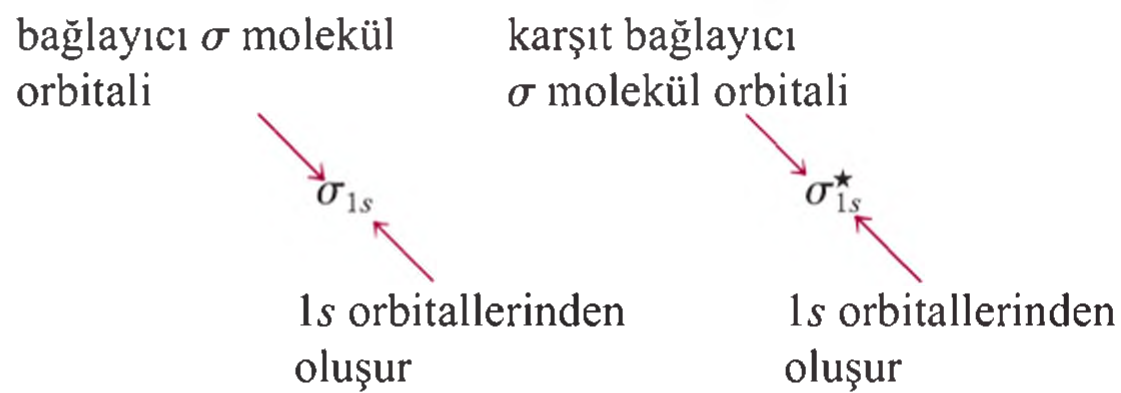 bağlayıcı σ molekül
orbitali
σ1s
1s orbitallerinden
oluşur
karşıt bağlayıcı
σ molekül orbitali
σ★1s
1s orbitallerinden
oluşur